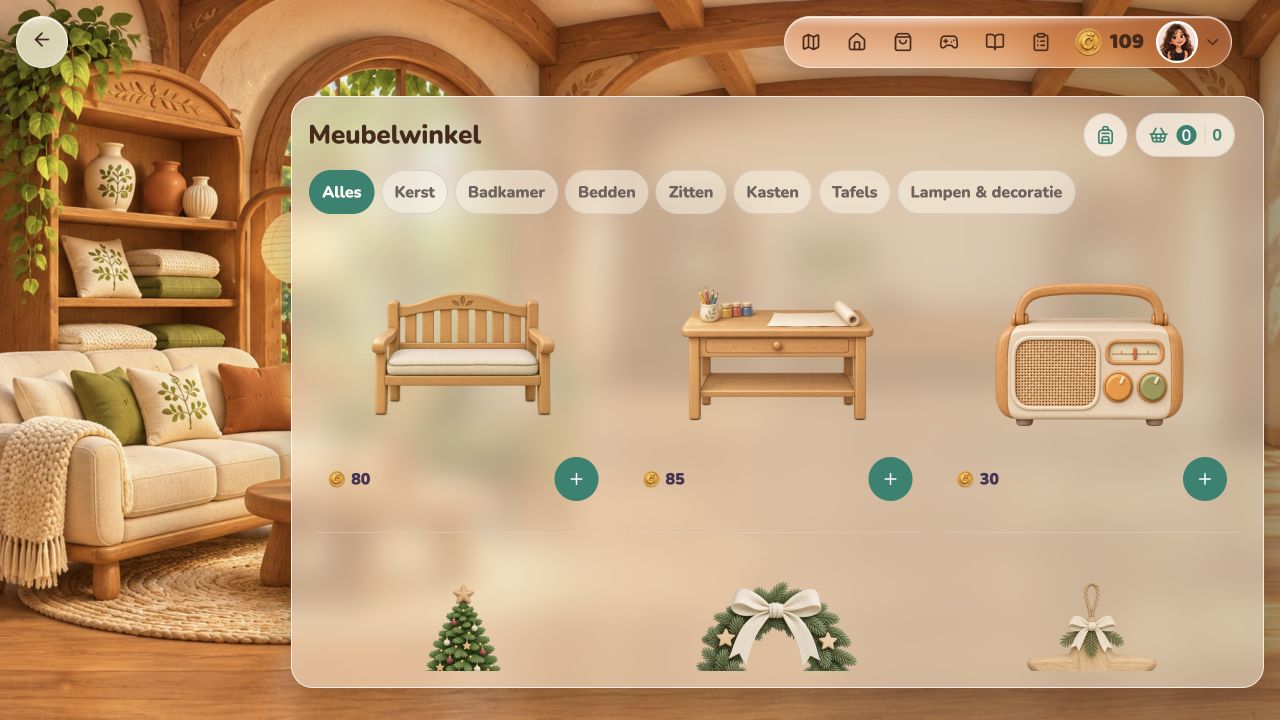 109
Meubelwinkel
0 0
Alles Kerst Badkamer Bedden Zitten Kasten Tafels Lampen & decoratie
80 85 30